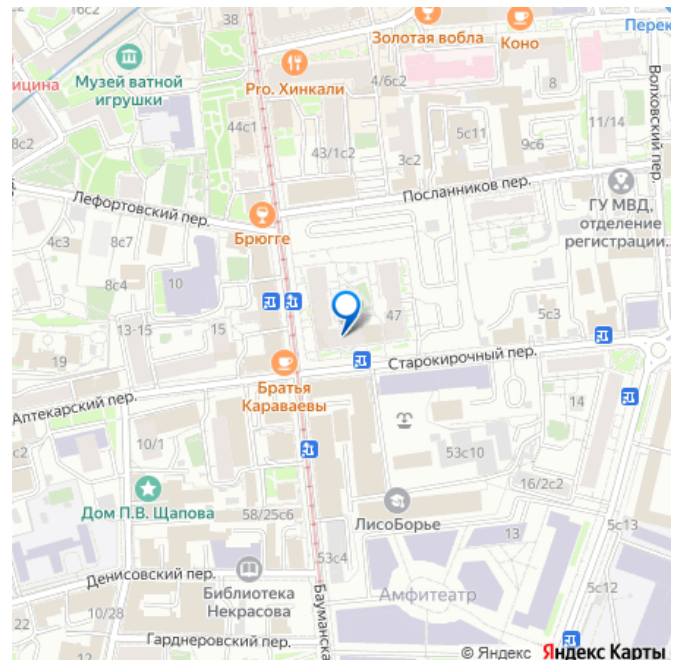 16с2
38
Золотая вобла
Коно
Перек
Музей ватной
игрушки
Pro. Хинкали
4/6с2
8
ицина
Волховский пер.
44с1
5с11
9с6
11/14
8с2
43/1с2
3с2
Посланников пер.
Лефортовский пер.
ГУ МВД,
отделение
регистрации...
Брюгге
4с3
8с7
8с4
10
47
5с3
13-15
15
19
Старокирочный пер.
Братья
Караваевы
Аптекарский пер.
14
с2
10/1
53с10
16/2с2
Дом П.В. Щапова
58/25с6
ЛисоБорье
13
5с13
53с4
Денисовский пер.
Библиотека
Некрасова
Амфитеатр
5с12
22
10/28
Бауманска
Гарднеровский пер.
© Яндекс Яндекс Карты